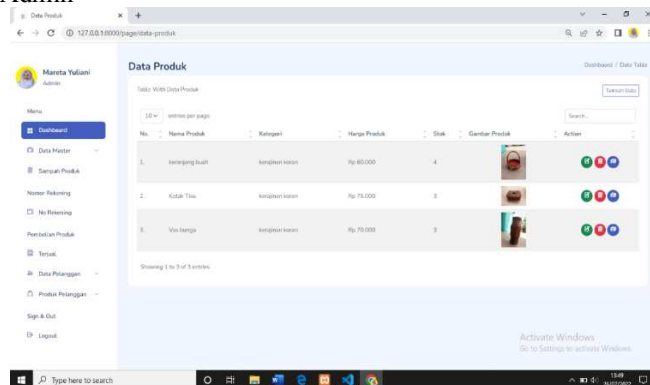 Admin
Data Produk
127.0.0.1:8000/page/data-produk
Mareta Yuliani
Admin
Data Produk
Dashboard / Data Table
Table With Data Produk
Tambah Data
10 entries per page
Search...
No. Nama Produk Kategori Harga Produk Stok Gambar Produk Action
1. keranjang buah kerajinan koran Rp 60.000 4
2. Kotak Tisu kerajinan koran Rp 75.000 3
3. Vas bunga kerajinan koran Rp 70.000 3
Showing 1 to 3 of 3 entries
Menu
Dashboard
Data Master
Sampah Produk
Nomor Rekening
No Rekening
Pembelian Produk
Terjual
Data Pelanggan
Produk Pelanggan
Sign & Out
Logout
Activate Windows
Go to Settings to activate Windows.
Type here to search
13:49